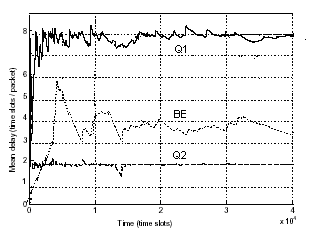 8
7
6
5
4
3
2
1
0
Q1
BE
Q2
Mean delay (time slots / packet)
0
1
2
3
4
x 10⁴
Time (time slots)